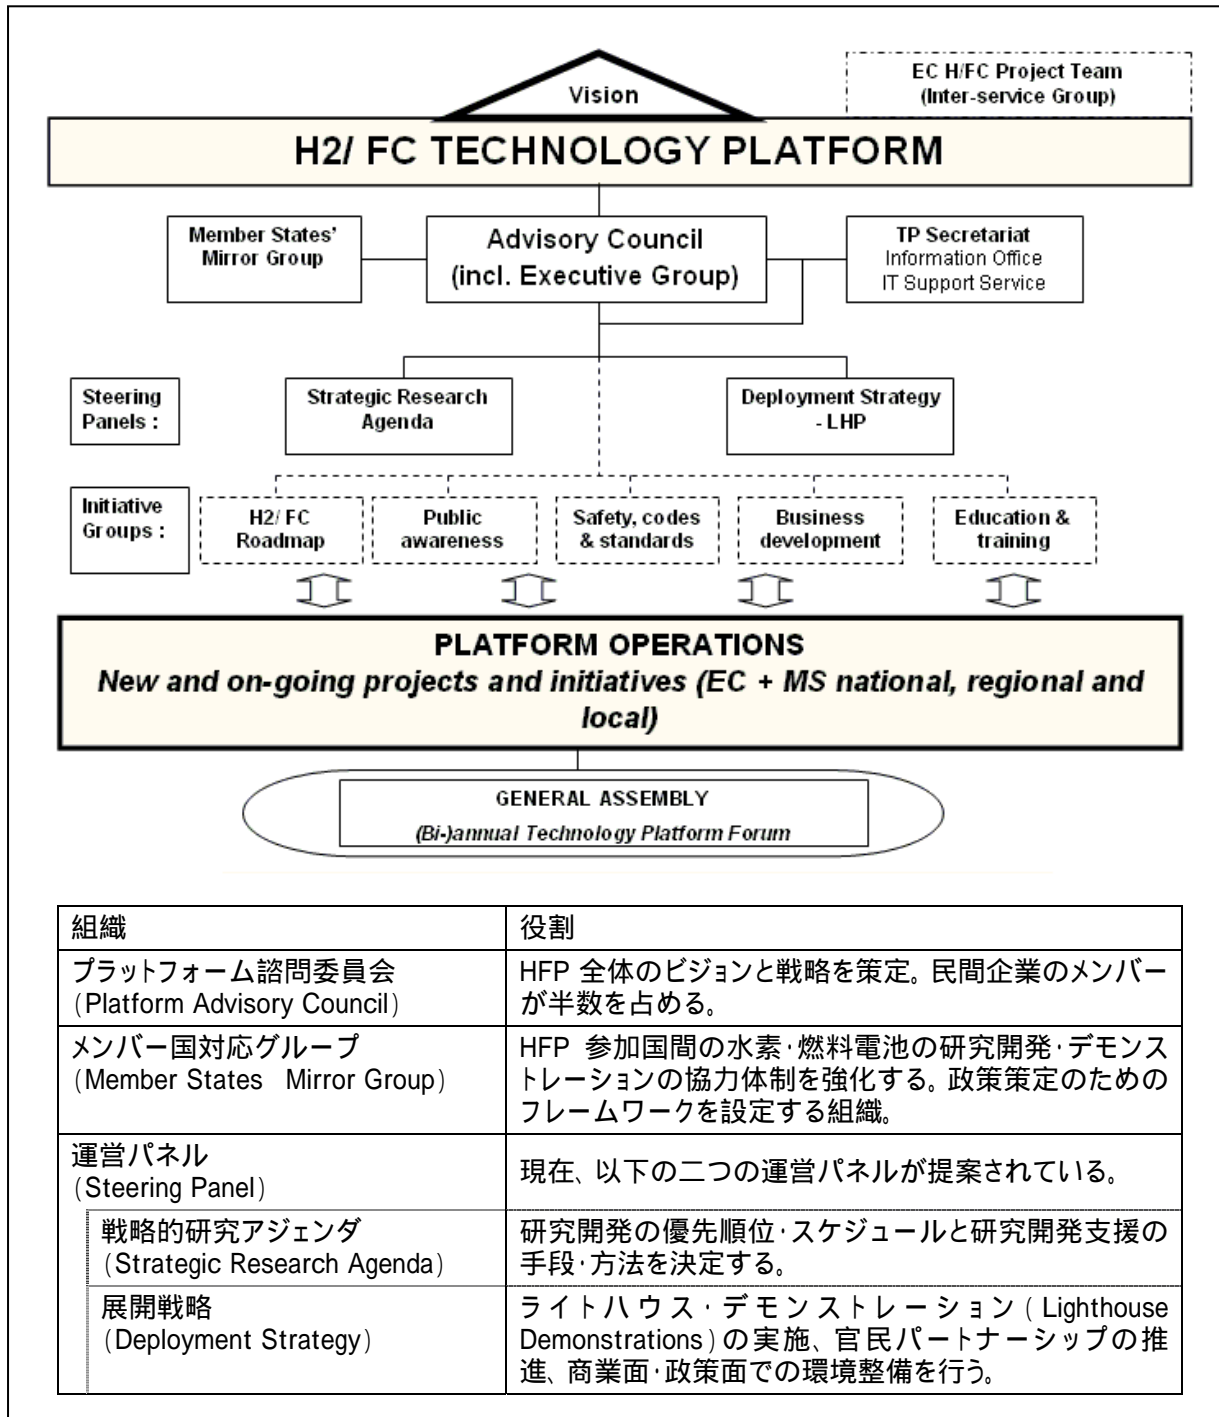 Vision
EC H/FC Project Team
(Inter-service Group)
H2/ FC TECHNOLOGY PLATFORM
Member States'
Mirror Group
Advisory Council
(incl. Executive Group)
TP Secretariat
Information Office
IT Support Service
Steering
Panels :
Strategic Research
Agenda
Deployment Strategy
- LHP
Initiative
Groups :
H2/ FC
Roadmap
Public
awareness
Safety, codes
& standards
Business
development
Education &
training
PLATFORM OPERATIONS
New and on-going projects and initiatives (EC + MS national, regional and
local)
GENERAL ASSEMBLY
(Bi-)annual Technology Platform Forum
組織
役割
プラットフォーム諮問委員会
(Platform Advisory Council)
HFP 全体のビジョンと戦略を策定。民間企業のメンバー
が半数を占める。
メンバー国対応グループ
(Member States Mirror Group)
HFP 参加国間の水素・燃料電池の研究開発・デモンス
トレーションの協力体制を強化する。政策策定のための
フレームワークを設定する組織。
運営パネル
(Steering Panel)
現在、以下の二つの運営パネルが提案されている。
戦略的研究アジェンダ
(Strategic Research Agenda)
研究開発の優先順位・スケジュールと研究開発支援の
手段・方法を決定する。
展開戦略
(Deployment Strategy)
ライトハウス・デモンストレーション(Lighthouse
Demonstrations)の実施、官民パートナーシップの推
進、商業面・政策面での環境整備を行う。